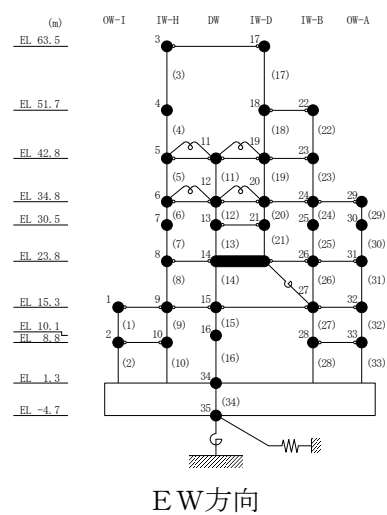 (m) OW-I IW-H DW IW-D IW-B OW-A
EL 63.5 3 17
(3) (17)
EL 51.7 4 18 22
(4) 11 19 (18) (22)
EL 42.8 5 23
(5) 12 (11) 20 (19) (23)
EL 34.8 6 24 29
(6) (12) (20) (24) (29)
EL 30.5 7 13 21 25 30
(7) (13) (21) (25) (30)
EL 23.8 8 14 26 31
(8) (14) (26) (31)
EL 15.3 1 9 15 27 32
(1) (9) (15) (27) (32)
EL 10.1 16
EL 8.8 2 10 28 33
(2) (10) (16) (28) (33)
EL 1.3 34
(34)
EL -4.7 35
EW方向